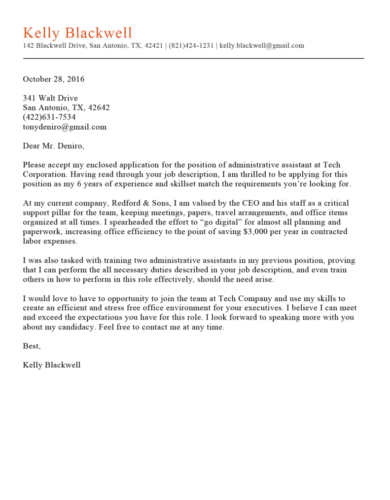 Kelly Blackwell
142 Blackwell Drive, San Antonio, TX, 42421 | (821)424-1231 | kelly.blackwell@gmail.com
October 28, 2016
341 Walt Drive
San Antonio, TX, 42642
(422)631-7534
tonydeniro@gmail.com
Dear Mr. Deniro,
Please accept my enclosed application for the position of administrative assistant at Tech
Corporation. Having read through your job description, I am thrilled to be applying for this
position as my 6 years of experience and skillset match the requirements you're looking for.
At my current company, Redford & Sons, I am valued by the CEO and his staff as a critical
support pillar for the team, keeping meetings, papers, travel arrangements, and office items
organized at all times. I spearheaded the effort to “go digital” for almost all planning and
paperwork, increasing office efficiency to the point of saving $3,000 per year in contracted
labor expenses.
I was also tasked with training two administrative assistants in my previous position, proving
that I can perform the all necessary duties described in your job description, and even train
others in how to perform in this role effectively, should the need arise.
I would love to have to opportunity to join the team at Tech Company and use my skills to
create an efficient and stress free office environment for your executives. I believe I can meet
and exceed the expectations you have for this role. I look forward to speaking more with you
about my candidacy. Feel free to contact me at any time.
Best,
Kelly Blackwell